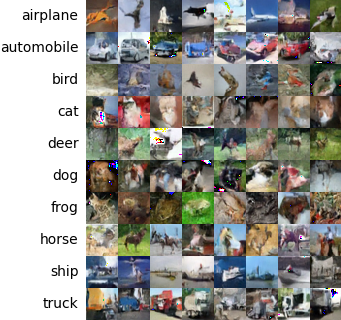 airplane
automobile
bird
cat
deer
dog
frog
horse
ship
truck